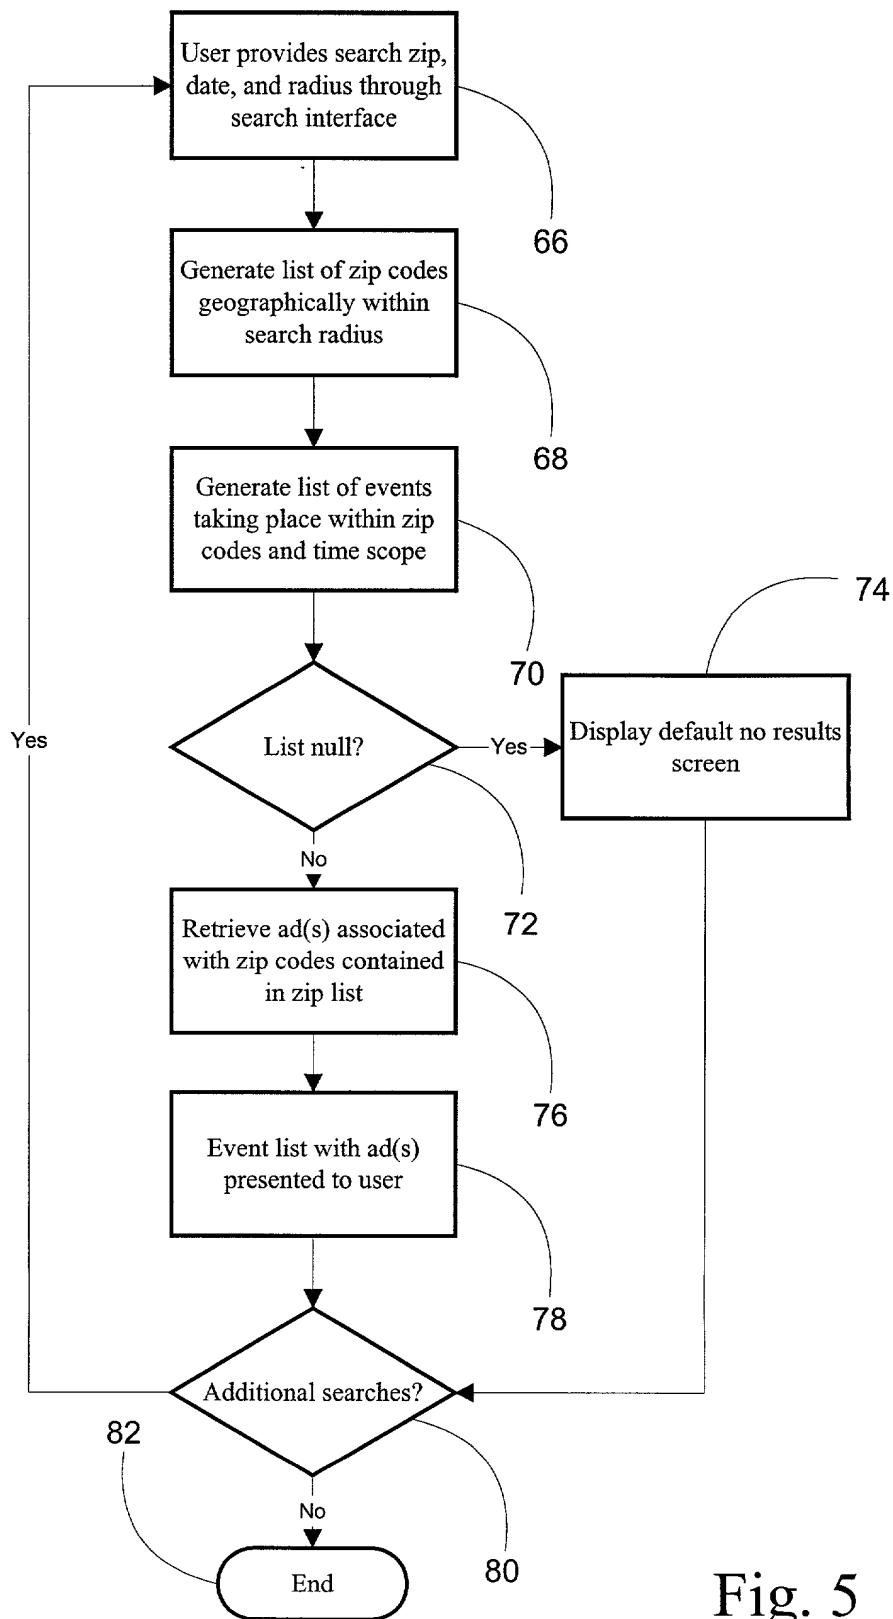 User provides search zip,
date, and radius through
search interface
66
Generate list of zip codes
geographically within
search radius
68
Generate list of events
taking place within zip
codes and time scope
70
74
Display default no results
screen
List null?
Yes
Yes
72
No
Retrieve ad(s) associated
with zip codes contained
in zip list
76
Event list with ad(s)
presented to user
78
Additional searches?
82
80
No
End
Fig. 5